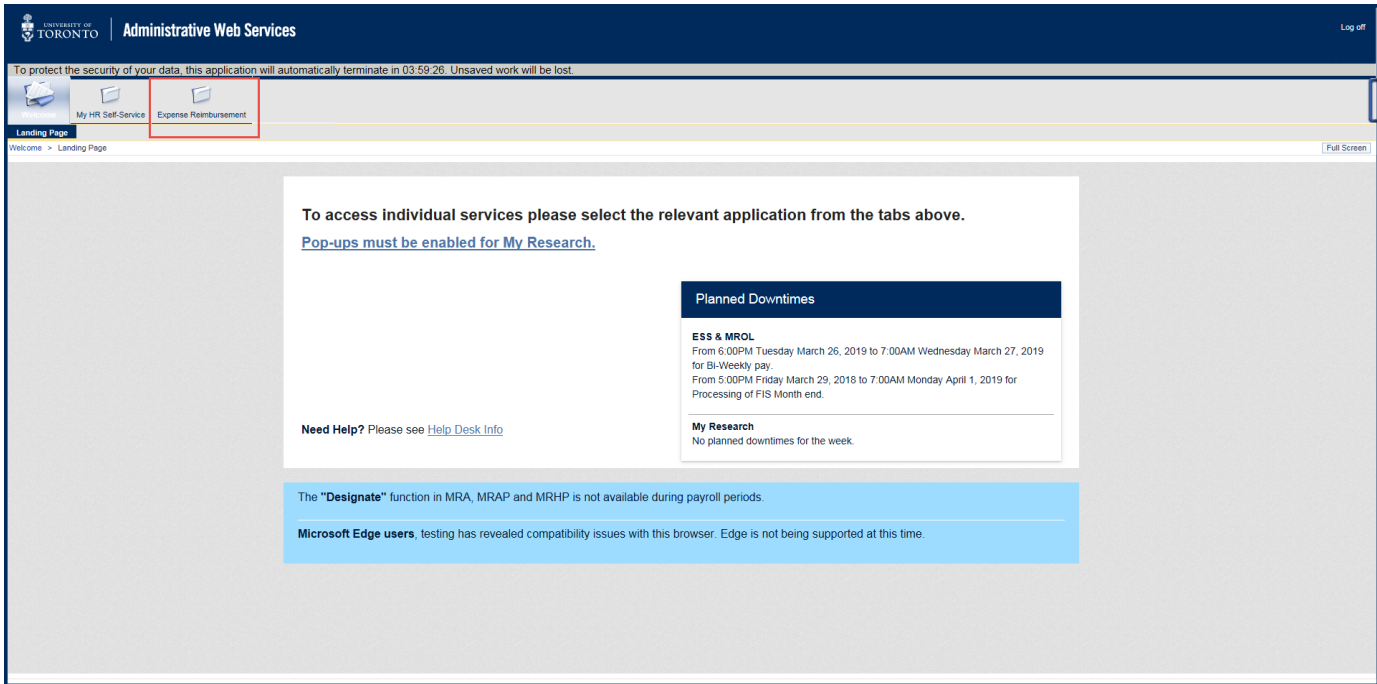 UNIVERSITY OF
TORONTO
Administrative Web Services
Log off
To protect the security of your data, this application will automatically terminate in 03:59:26. Unsaved work will be lost.
Welcome
My HR Self-Service
Expense Reimbursement
Landing Page
Welcome > Landing Page
Full Screen
To access individual services please select the relevant application from the tabs above.
Pop-ups must be enabled for My Research.
Planned Downtimes
ESS & MROL
From 6:00PM Tuesday March 26, 2019 to 7:00AM Wednesday March 27, 2019
for Bi-Weekly pay.
From 5:00PM Friday March 29, 2018 to 7:00AM Monday April 1, 2019 for
Processing of FIS Month end.
Need Help? Please see Help Desk Info
My Research
No planned downtimes for the week.
The "Designate" function in MRA, MRAP and MRHP is not available during payroll periods.
Microsoft Edge users, testing has revealed compatibility issues with this browser. Edge is not being supported at this time.